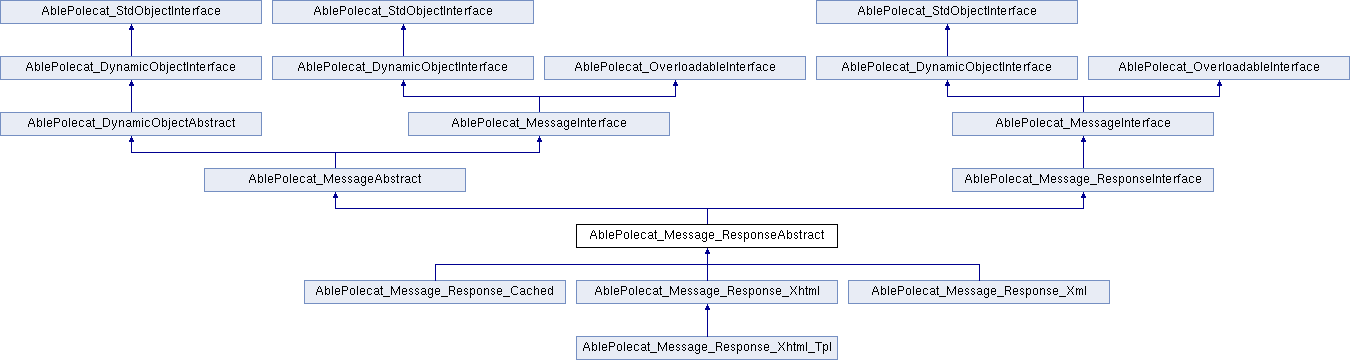 AblePolecat_StdObjectInterface
AblePolecat_StdObjectInterface
AblePolecat_StdObjectInterface
AblePolecat_DynamicObjectInterface
AblePolecat_DynamicObjectInterface
AblePolecat_OverloadableInterface
AblePolecat_DynamicObjectInterface
AblePolecat_OverloadableInterface
AblePolecat_DynamicObjectAbstract
AblePolecat_MessageInterface
AblePolecat_MessageInterface
AblePolecat_MessageAbstract
AblePolecat_Message_ResponseInterface
AblePolecat_Message_ResponseAbstract
AblePolecat_Message_Response_Cached
AblePolecat_Message_Response_Xhtml
AblePolecat_Message_Response_Xml
AblePolecat_Message_Response_Xhtml_Tpl